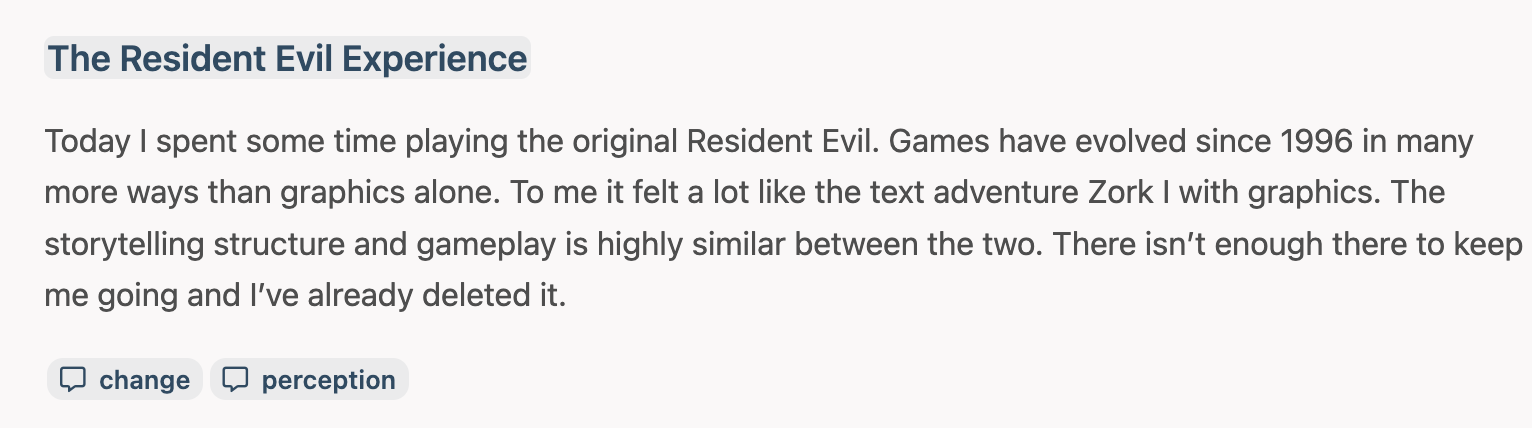 The Resident Evil Experience
Today I spent some time playing the original Resident Evil. Games have evolved since 1996 in many
more ways than graphics alone. To me it felt a lot like the text adventure Zork I with graphics. The
storytelling structure and gameplay is highly similar between the two. There isn’t enough there to keep
me going and I’ve already deleted it.
change perception